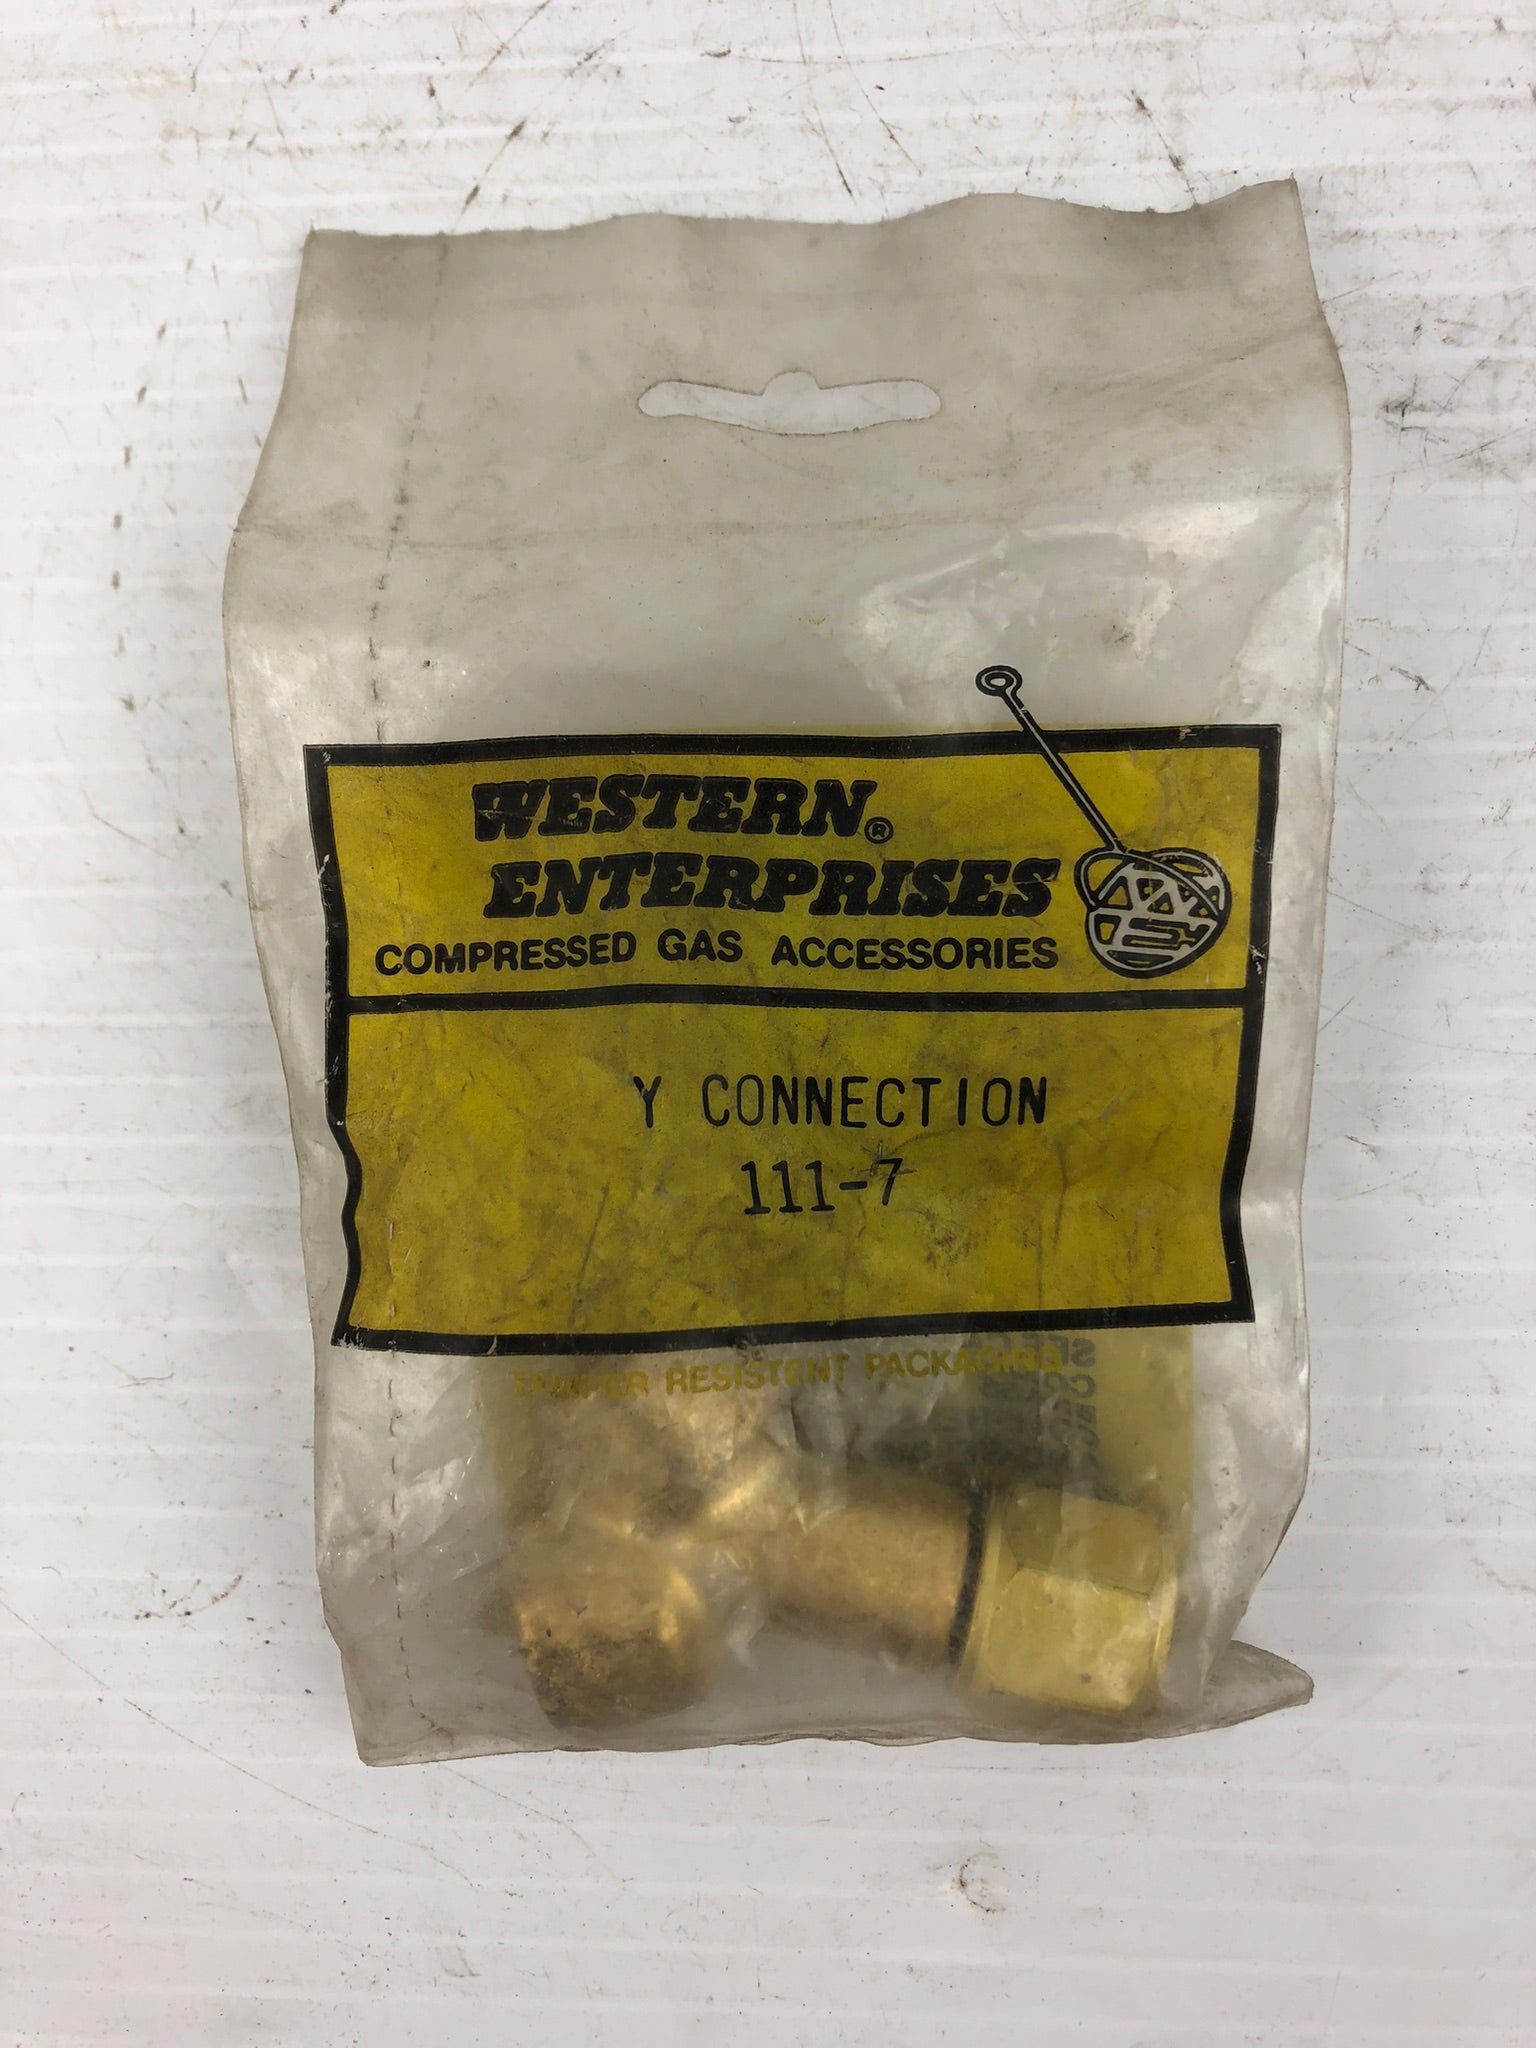 WESTERN®
ENTERPRISES
COMPRESSED GAS ACCESSORIES
Y CONNECTION
111-7
TAMPER RESISTENT PACKAGING